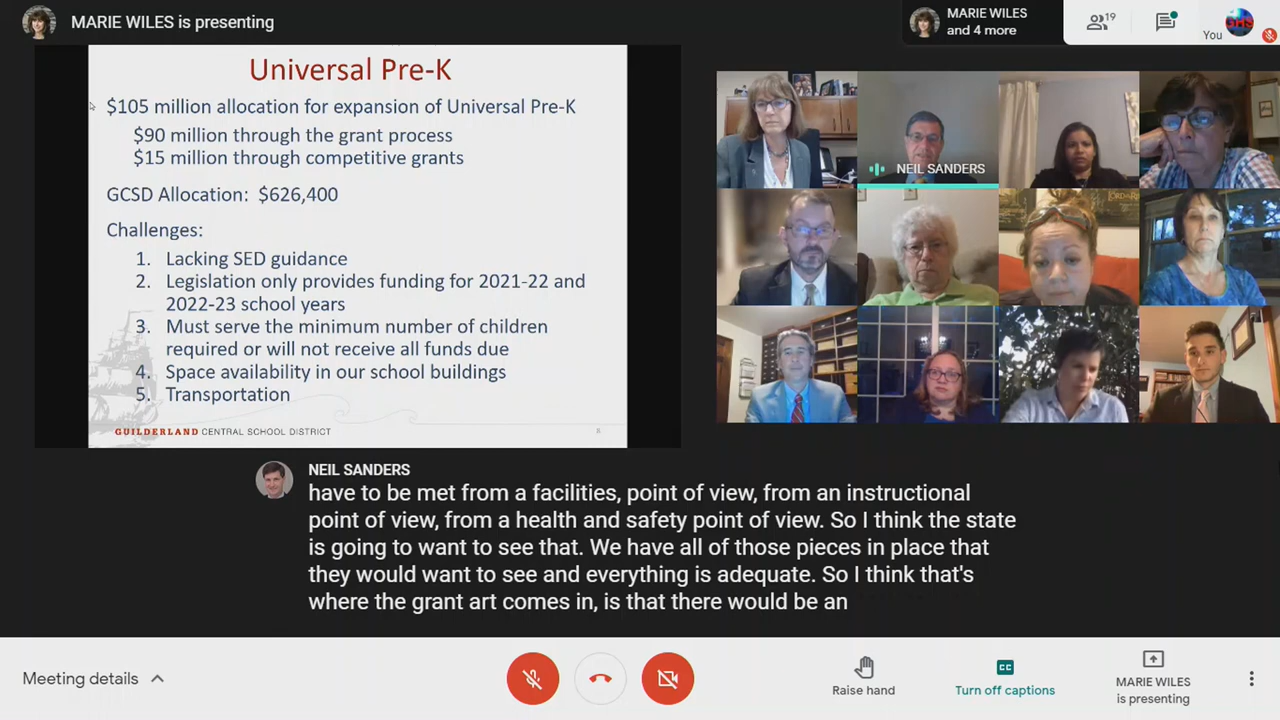 MARIE WILES is presenting
MARIE WILES
and 4 more
19
You
GHS
Universal Pre-K
$105 million allocation for expansion of Universal Pre-K
$90 million through the grant process
$15 million through competitive grants
GCSD Allocation: $626,400
Challenges:
1. Lacking SED guidance
2. Legislation only provides funding for 2021-22 and
2022-23 school years
3. Must serve the minimum number of children
required or will not receive all funds due
4. Space availability in our school buildings
5. Transportation
GUILDERLAND CENTRAL SCHOOL DISTRICT
8
NEIL SANDERS
NEIL SANDERS
have to be met from a facilities, point of view, from an instructional
point of view, from a health and safety point of view. So I think the state
is going to want to see that. We have all of those pieces in place that
they would want to see and everything is adequate. So I think that's
where the grant art comes in, is that there would be an
Meeting details
Raise hand
CC
Turn off captions
MARIE WILES
is presenting